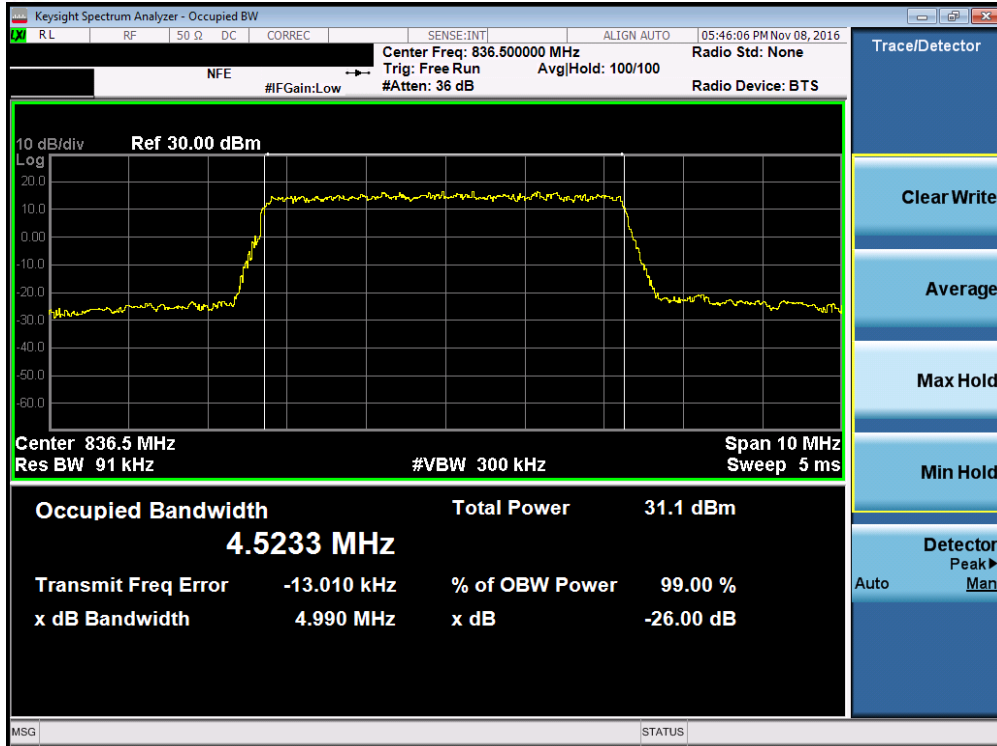 Keysight Spectrum Analyzer - Occupied BW
LXI RL RF 50 Ω DC CORREC SENSE:INT ALIGN AUTO 05:46:06 PM Nov 08, 2016
Center Freq: 836.500000 MHz Radio Std: None
NFE Trig: Free Run Avg|Hold: 100/100
#IFGain:Low #Atten: 36 dB Radio Device: BTS
10 dB/div Ref 30.00 dBm
Log
20.0
10.0
0.00
-10.0
-20.0
-30.0
-40.0
-50.0
-60.0
Center 836.5 MHz Span 10 MHz
Res BW 91 kHz #VBW 300 kHz Sweep 5 ms
Occupied Bandwidth Total Power 31.1 dBm
4.5233 MHz
Transmit Freq Error -13.010 kHz % of OBW Power 99.00 %
x dB Bandwidth 4.990 MHz x dB -26.00 dB
MSG STATUS
Trace/Detector
Clear Write
Average
Max Hold
Min Hold
Detector
Peak▶
Auto Man